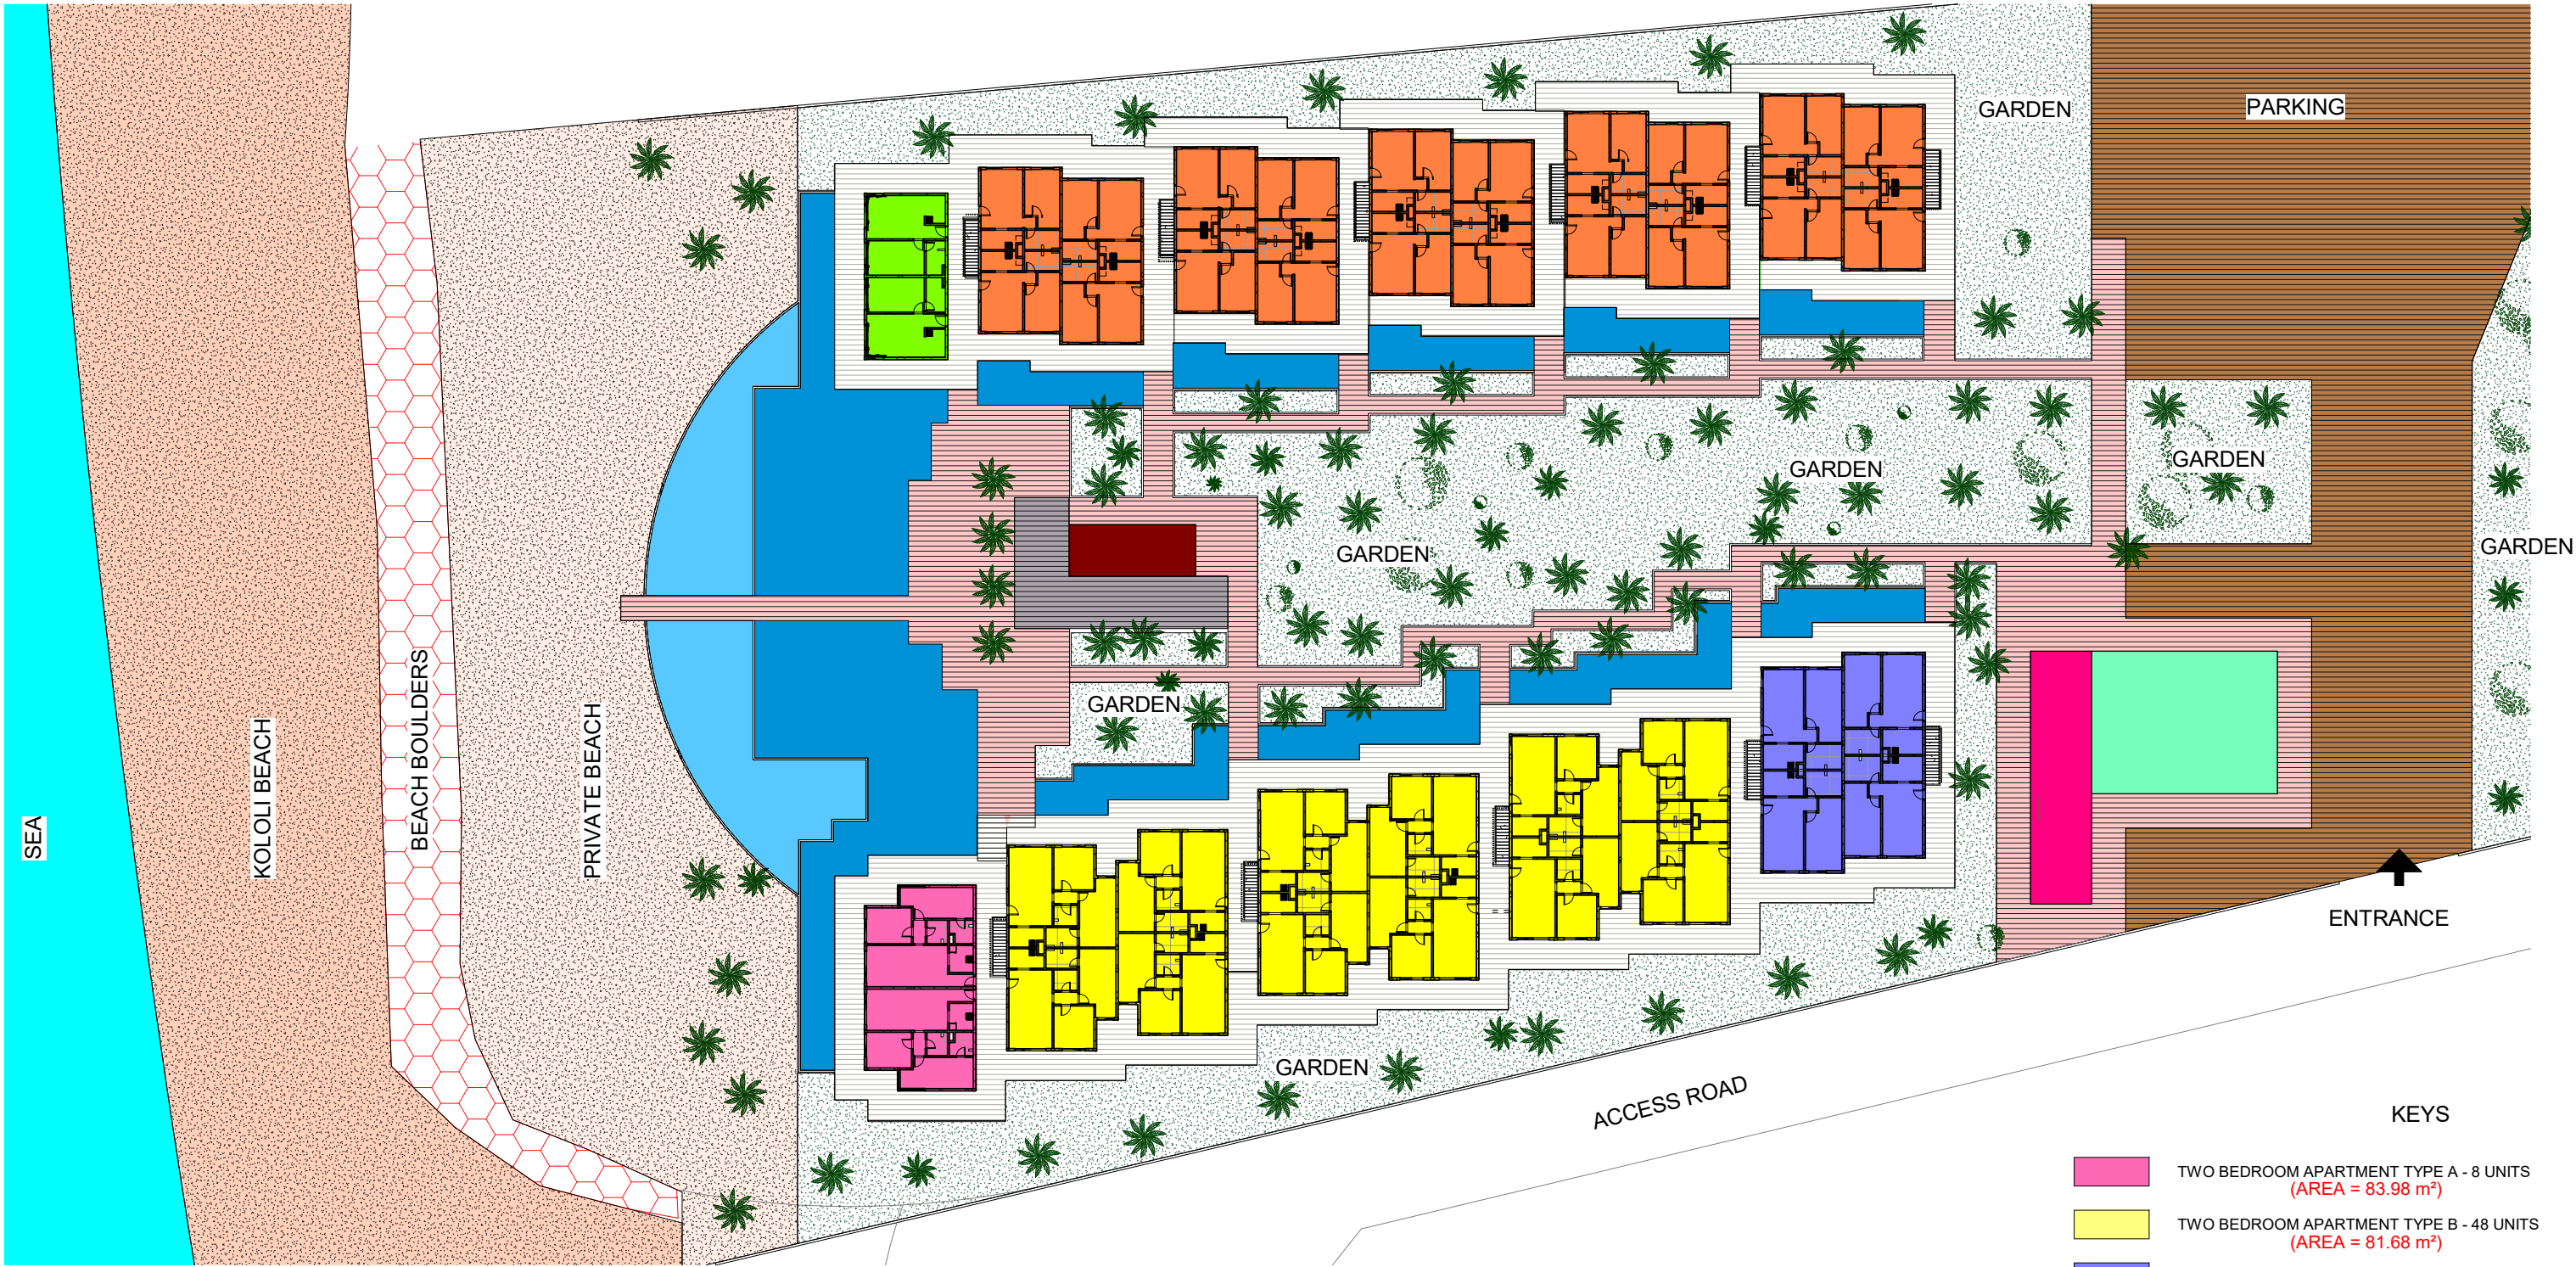 GARDEN
PARKING
GARDEN
GARDEN
GARDEN
GARDEN
GARDEN
SEA
KOLOLI BEACH
BEACH BOULDERS
PRIVATE BEACH
ENTRANCE
GARDEN
ACCESS ROAD
KEYS
TWO BEDROOM APARTMENT TYPE A - 8 UNITS
(AREA = 83.98 m²)
TWO BEDROOM APARTMENT TYPE B - 48 UNITS
(AREA = 81.68 m²)